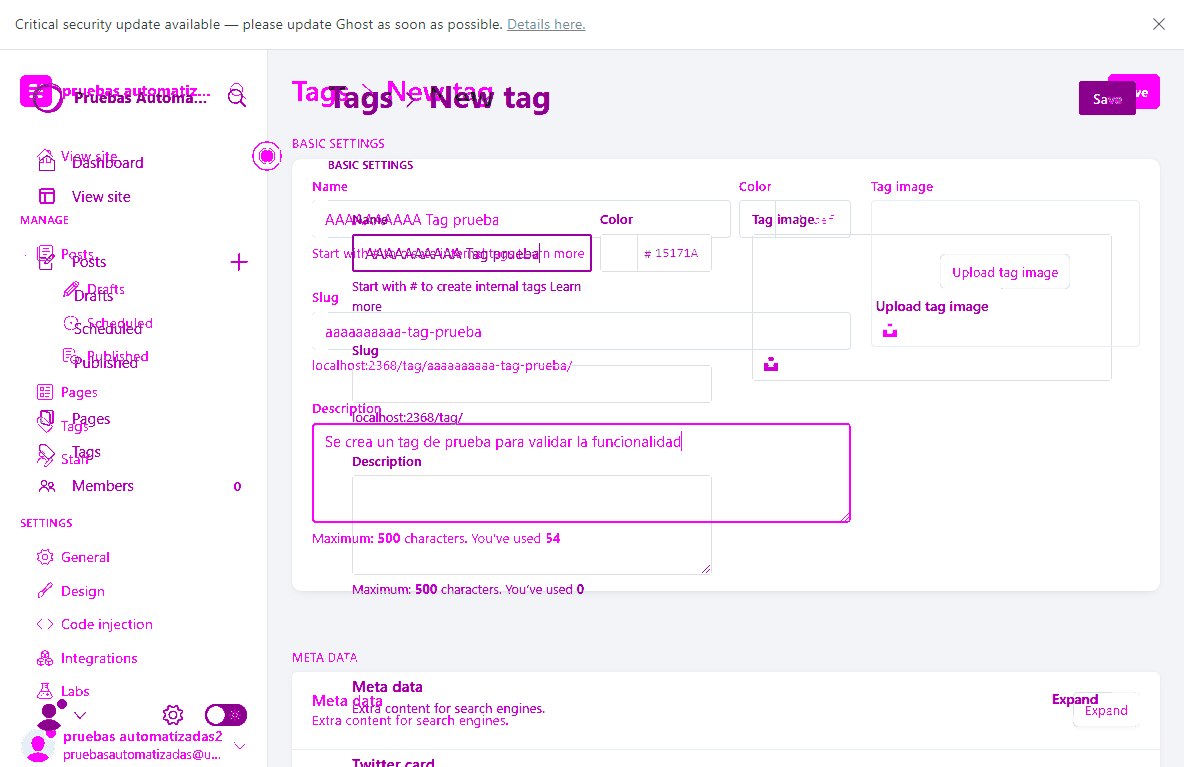 Critical security update available — please update Ghost as soon as possible. Details here.
pruebas automatiz...
Pruebas Automa...
Tags > New tag
Tags > New tag
Save
BASIC SETTINGS
BASIC SETTINGS
View site
Dashboard
View site
MANAGE
Posts
Posts
Drafts
Drafts
Scheduled
Scheduled
Published
Published
Pages
Pages
Tags
Tags
Staff
Members 0
SETTINGS
General
Design
Code injection
Integrations
Labs
pruebas automatizadas2
pruebasautomatizadas@u...
Name
Color
Tag image
AAAAAAAAAA Tag prueba
Name
Color
Tag image
AAAAAAAAAA Tag prueba
# 15171A
Start with # to create internal tags Learn more
Start with # to create internal tags Learn
more
Upload tag image
Upload tag image
Slug
aaaaaaaaaa-tag-prueba
Slug
localhost:2368/tag/aaaaaaaaaa-tag-prueba/
localhost:2368/tag/
Description
Se crea un tag de prueba para validar la funcionalidad
Description
Maximum: 500 characters. You've used 54
Maximum: 500 characters. You've used 0
META DATA
Meta data
Meta data
Extra content for search engines.
Extra content for search engines.
Expand
Expand
Twitter card